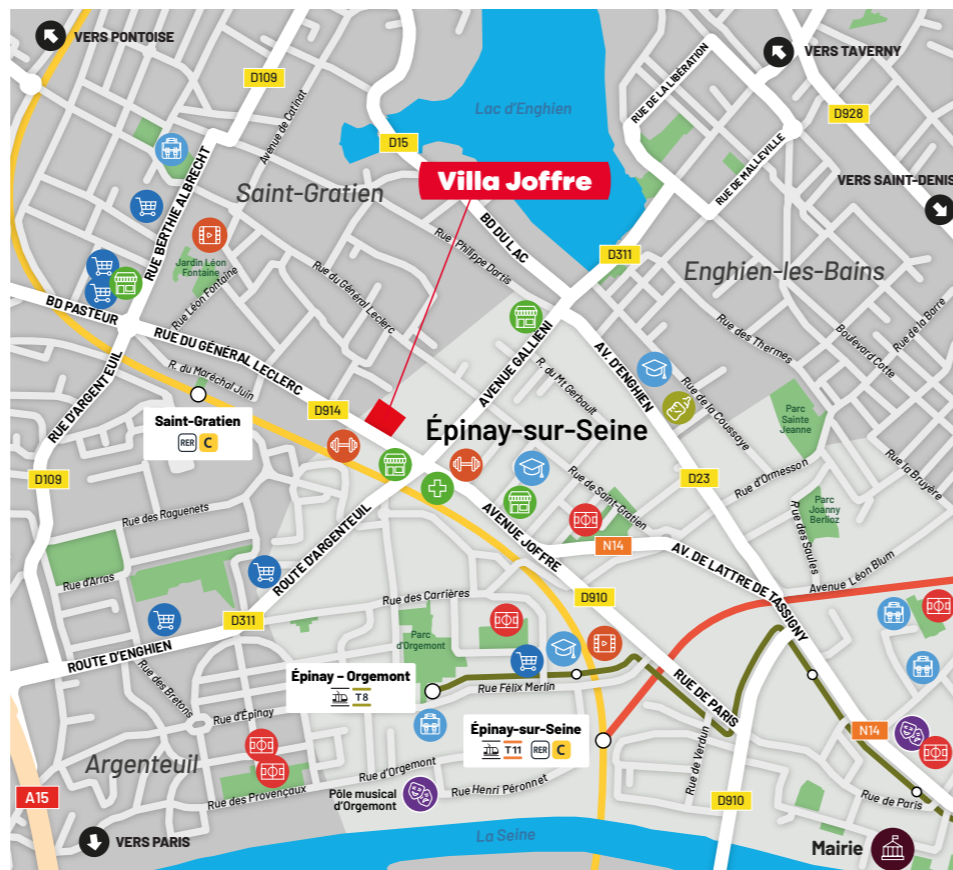 VERS PONTOISE
D109
Avenue de Catinat
D15
Lac d'Enghien
RUE DE LA LIBÉRATION
VERS TAVERNY
D928
RUE BERTHIE ALBRECHT
Saint-Gratien
Villa Joffre
RUE DE MALLEVILLE
VERS SAINT-DENIS
Jardin Léon
Fontaine
Rue Léon Fontaine
Rue du Général Leclerc
Rue Philippe Dartis
BD DU LAC
D311
Enghien-les-Bains
BD PASTEUR
RUE DU GÉNÉRAL LECLERC
AVENUE GALLIENI
Rue des Thermes
Boulevard Cotte
Rue de la Barre
R. du Maréchal Juin
RUE D'ARGENTEUIL
R. du Mt Gerbault
AV. D'ENGHIEN
Rue de la Coussaye
Saint-Gratien
RER C
D914
Épinay-sur-Seine
Parc
Sainte
Jeanne
Rue la Bruyère
D109
Rue des Raguenets
ROUTE D'ARGENTEUIL
AVENUE JOFFRE
Rue de Saint-Gratien
D23
Rue d'Ormesson
Parc
Joanny
Berlioz
Rue des Saules
N14
AV. DE LATTRE DE TASSIGNY
Avenue Léon Blum
Rue d'Arras
Rue des Carrières
D910
D311
ROUTE D'ENGHIEN
Parc
d'Orgemont
Rue des Bretons
Épinay – Orgemont
T8
Rue Félix Merlin
RUE DE PARIS
Rue d'Épinay
Épinay-sur-Seine
T11 RER C
Rue de Verdun
N14
Argenteuil
Rue d'Orgemont
A15
Rue des Provençaux
Pôle musical
d'Orgemont
Rue Henri Péronnet
D910
Rue de Paris
VERS PARIS
La Seine
Mairie